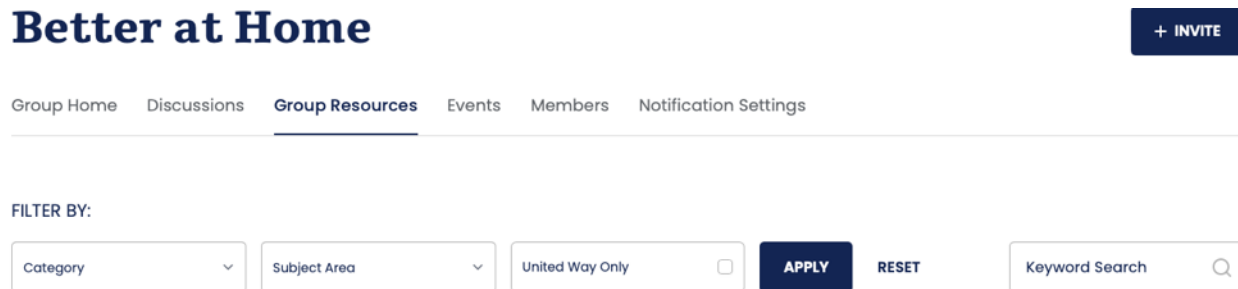 Better at Home
+ INVITE
Group Home Discussions Group Resources Events Members Notification Settings
FILTER BY:
Category Subject Area United Way Only APPLY RESET Keyword Search